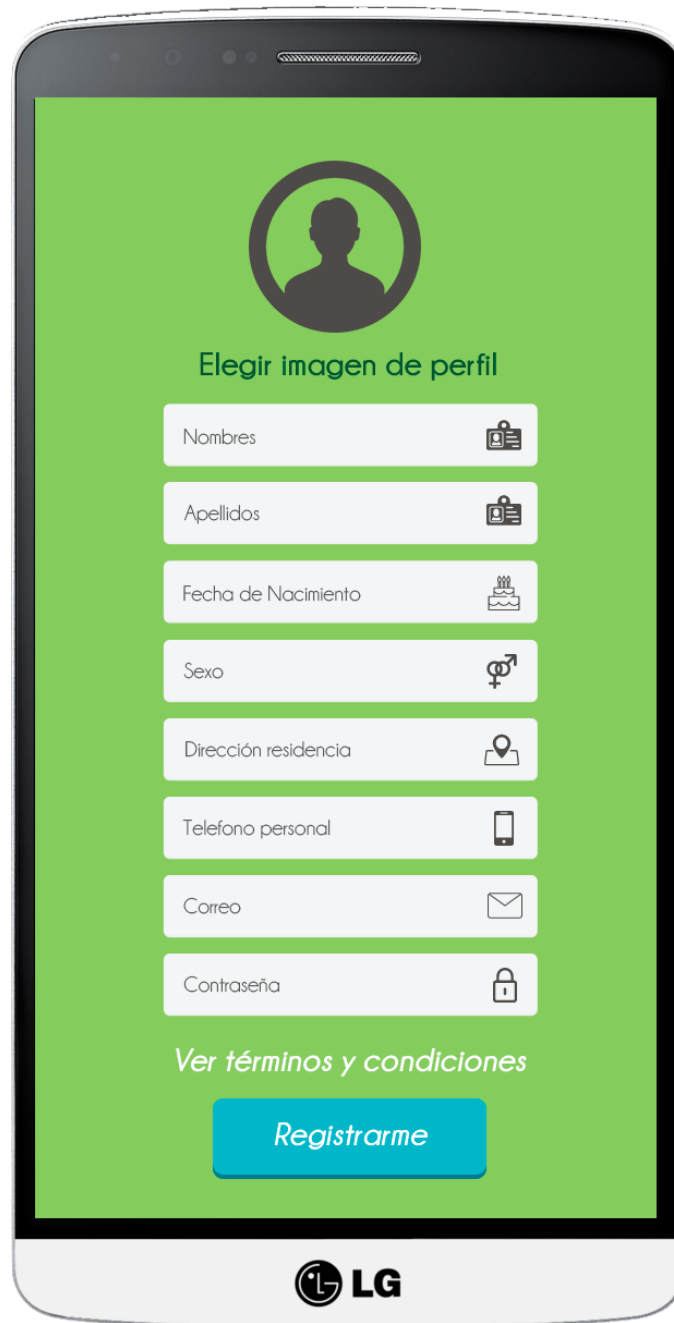 Elegir imagen de perfil
Nombres
Apellidos
Fecha de Nacimiento
Sexo
Dirección residencia
Telefono personal
Correo
Contraseña
Ver términos y condiciones
Registrarme
LG